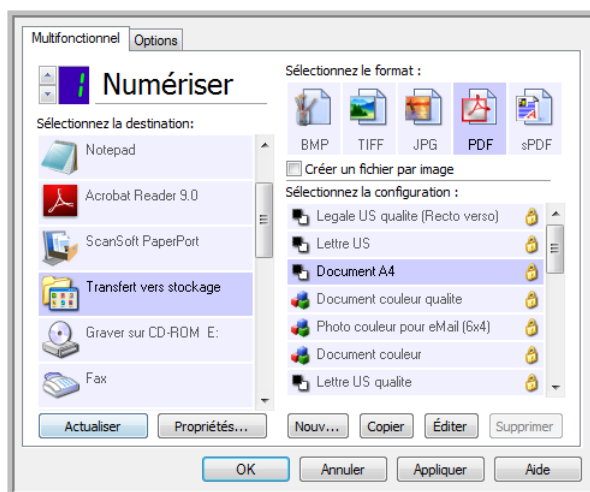 Multifonctionnel
Options
1
Numériser
Sélectionnez la destination:
Notepad
Acrobat Reader 9.0
ScanSoft PaperPort
Transfert vers stockage
Graver sur CD-ROM E:
Fax
Actualiser
Propriétés...
Sélectionnez le format :
BMP
TIFF
JPG
PDF
sPDF
Créer un fichier par image
Sélectionnez la configuration :
Legale US qualite (Recto verso)
Lettre US
Document A4
Document couleur qualite
Photo couleur pour eMail (6x4)
Document couleur
Lettre US qualite
Nouv...
Copier
Éditer
Supprimer
OK
Annuler
Appliquer
Aide